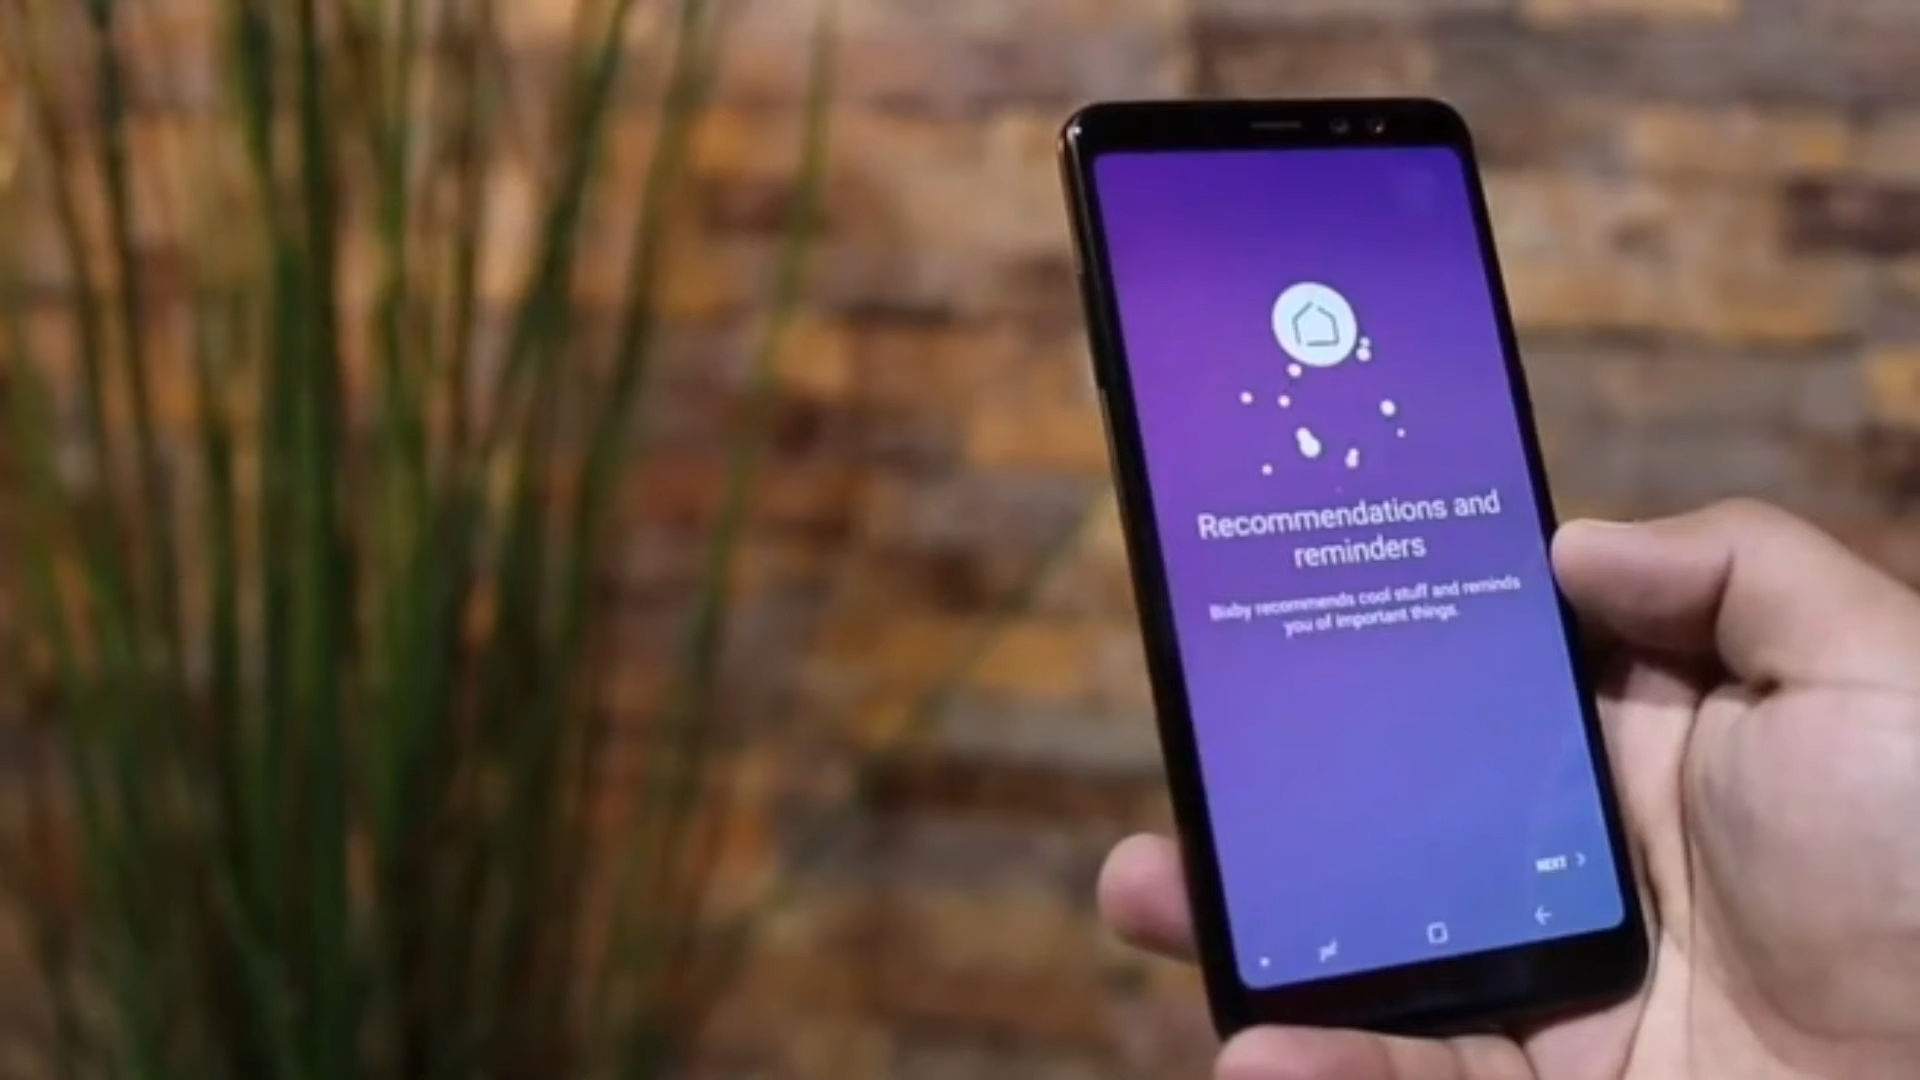 Recommendations and
reminders
Bixby recommends cool stuff and reminds
you of important things.
NEXT